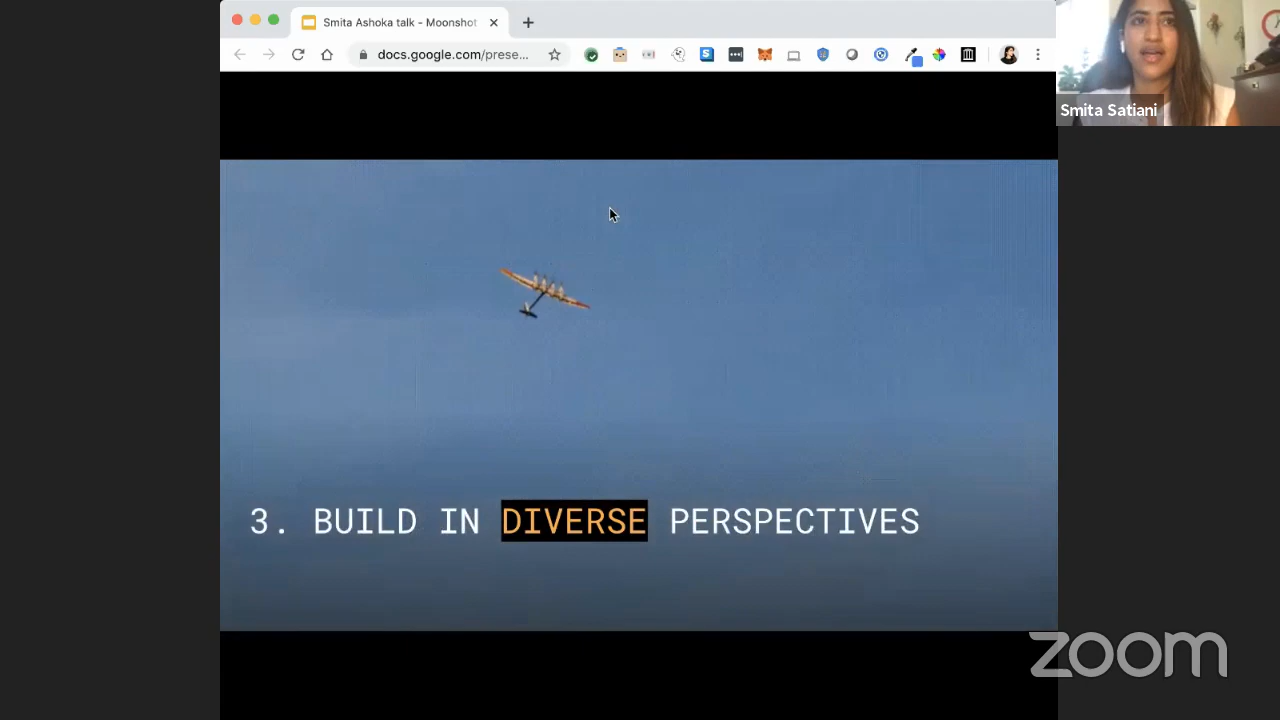 Smita Ashoka talk - Moonshot
docs.google.com/prese...
Smita Satiani
3. BUILD IN DIVERSE PERSPECTIVES
zoom